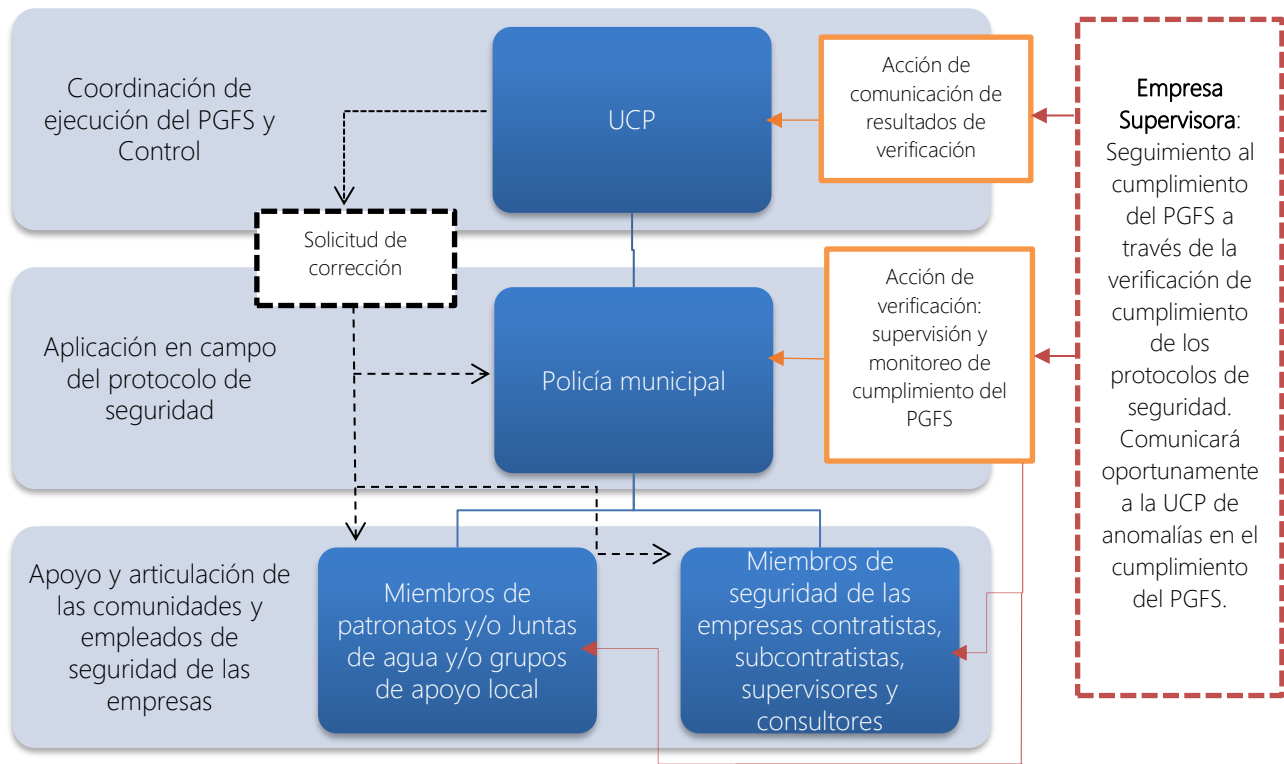 Coordinación de
ejecución del PGFS y
Control
UCP
Acción de
comunicación de
resultados de
verificación
Solicitud de
corrección
Aplicación en campo
del protocolo de
seguridad
Policía municipal
Acción de
verificación:
supervisión y
monitoreo de
cumplimiento del
PGFS
Apoyo y articulación de
las comunidades y
empleados de
seguridad de las
empresas
Miembros de
patronatos y/o Juntas
de agua y/o grupos
de apoyo local
Miembros de
seguridad de las
empresas contratistas,
subcontratistas,
supervisores y
consultores
Empresa
Supervisora:
Seguimiento al
cumplimiento
del PGFS a
través de la
verificación de
cumplimiento
de los
protocolos de
seguridad.
Comunicará
oportunamente
a la UCP de
anomalías en el
cumplimiento
del PGFS.